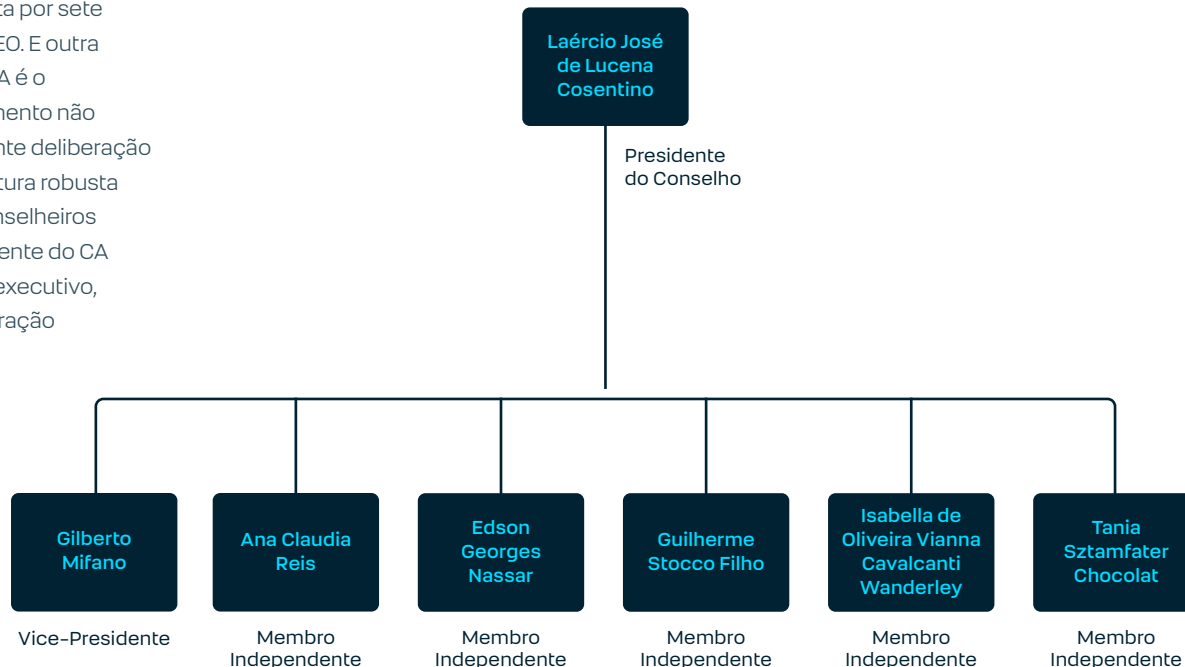 ta por sete
EO. E outra
A é o
mento não
nte deliberação
tura robusta
nselheiros
ente do CA
executivo,
ração
Laércio José
de Lucena
Cosentino
Presidente
do Conselho
Gilberto
Mifano
Vice-Presidente
Ana Claudia
Reis
Membro
Independente
Edson
Georges
Nassar
Membro
Independente
Guilherme
Stocco Filho
Membro
Independente
Isabella de
Oliveira Vianna
Cavalcanti
Wanderley
Membro
Independente
Tania
Sztamfater
Chocolat
Membro
Independente